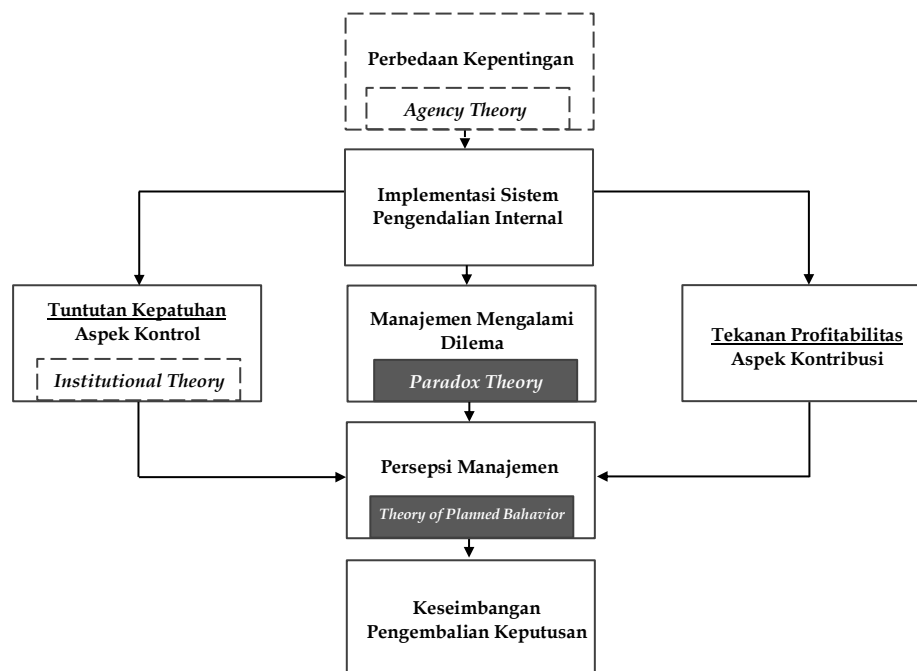 Perbedaan Kepentingan
Agency Theory
Implementasi Sistem
Pengendalian Internal
Tuntutan Kepatuhan
Aspek Kontrol
Institutional Theory
Manajemen Mengalami
Dilema
Paradox Theory
Tekanan Profitabilitas
Aspek Kontribusi
Persepsi Manajemen
Theory of Planned Bahavior
Keseimbangan
Pengembalian Keputusan